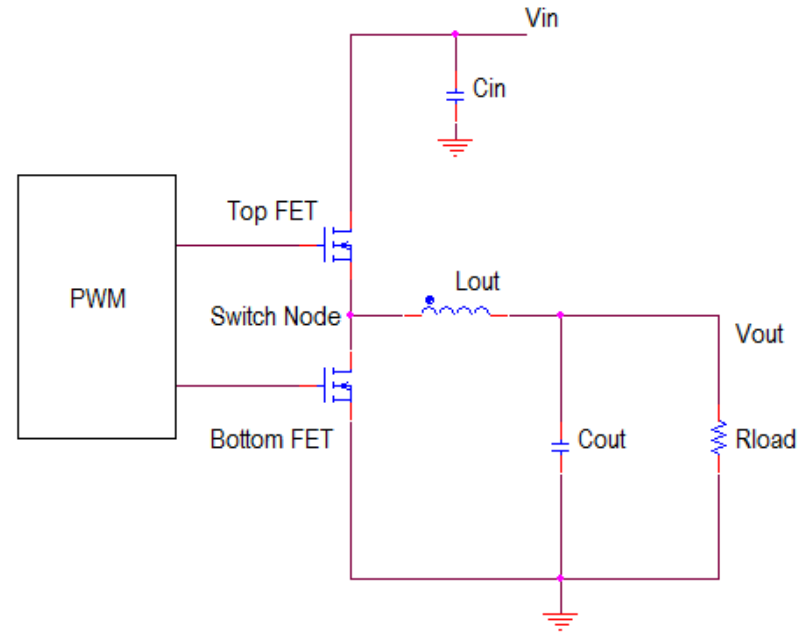 Vin
Cin
Top FET
PWM
Lout
Switch Node
Vout
Bottom FET
Cout
Rload